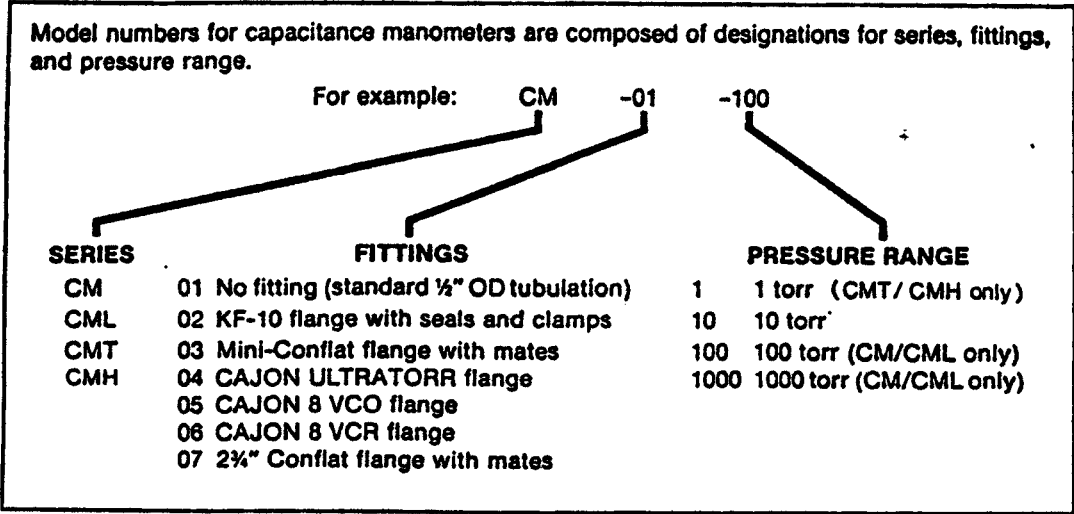 Model numbers for capacitance manometers are composed of designations for series, fittings,
and pressure range.
For example: CM -01 -100
SERIES FITTINGS PRESSURE RANGE
CM 01 No fitting (standard ½" OD tubulation) 1 1 torr (CMT/ CMH only)
CML 02 KF-10 flange with seals and clamps 10 10 torr
CMT 03 Mini-Conflat flange with mates 100 100 torr (CM/CML only)
CMH 04 CAJON ULTRATORR flange 1000 1000 torr (CM/CML only)
05 CAJON 8 VCO flange
06 CAJON 8 VCR flange
07 2¾" Conflat flange with mates